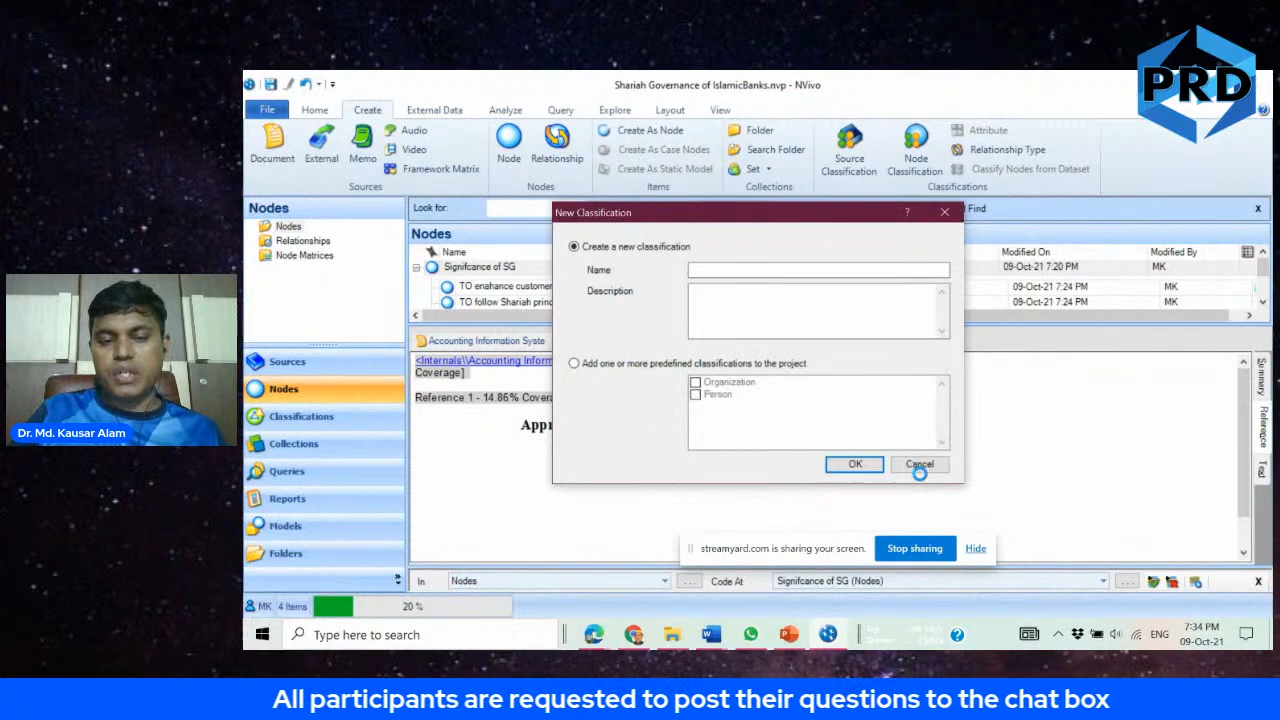 PRD
Shariah Governance of IslamicBanks.nvp - NVivo
File Home Create External Data Analyze Query Explore Layout View
Document External Memo
Audio
Video
Framework Matrix
Sources
Node Relationship
Nodes
Create As Node
Create As Case Nodes
Create As Static Model
Items
Folder
Search Folder
Set
Collections
Source Classification
Node Classification
Attribute
Relationship Type
Classify Nodes from Dataset
Classifications
Nodes
Nodes
Relationships
Node Matrices
Sources
Nodes
Classifications
Collections
Queries
Reports
Models
Folders
Look for:
Find
X
Nodes
Name Modified On Modified By
Signifcance of SG 09-Oct-21 7:20 PM MK
TO enahance customer 09-Oct-21 7:24 PM MK
TO follow Shariah princ 09-Oct-21 7:24 PM MK
Accounting Information Syste
<Internals\\Accounting Inform
Coverage]
Reference 1 - 14.86% Covera
Appr
Summary
Reference
Text
New Classification
?
Create a new classification
Name
Description
Add one or more predefined classifications to the project
Organization
Person
OK Cancel
streamyard.com is sharing your screen. Stop sharing Hide
In Nodes ... Code At Signifcance of SG (Nodes) ... X
MK 4 Items 20 %
Type here to search
ENG
7:34 PM
09-Oct-21
Dr. Md. Kausar Alam
All participants are requested to post their questions to the chat box